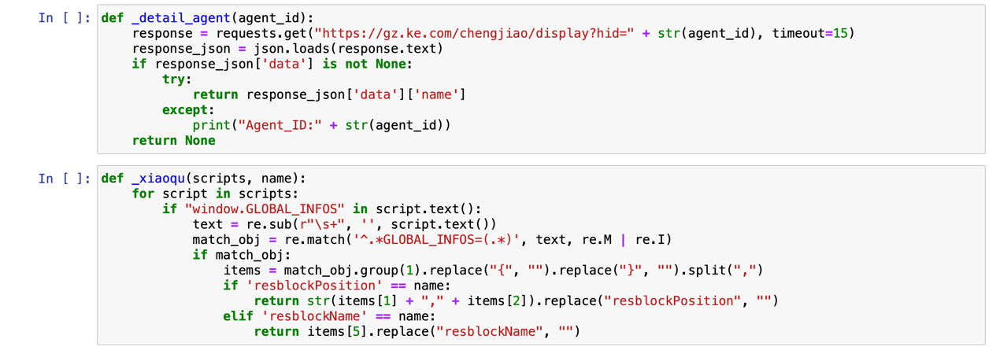 In [ ]: def _detail_agent(agent_id):
    response = requests.get("https://gz.ke.com/chengjiao/display?hid=" + str(agent_id), timeout=15)
    response_json = json.loads(response.text)
    if response_json['data'] is not None:
        try:
            return response_json['data']['name']
        except:
            print("Agent_ID:" + str(agent_id))
    return None
In [ ]: def _xiaoqu(scripts, name):
    for script in scripts:
        if "window.GLOBAL_INFOS" in script.text():
            text = re.sub(r"\s+", '', script.text())
            match_obj = re.match('^.*GLOBAL_INFOS=(.*)', text, re.M | re.I)
            if match_obj:
                items = match_obj.group(1).replace("{", "").replace("}", "").split(",")
                if 'resblockPosition' == name:
                    return str(items[1] + "," + items[2]).replace("resblockPosition", "")
                elif 'resblockName' == name:
                    return items[5].replace("resblockName", "")